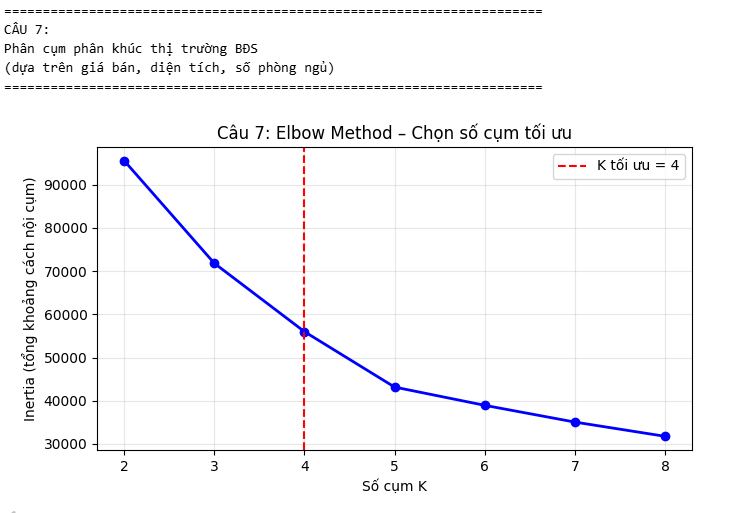 ======================================================================
CÂU 7:
Phân cụm phân khúc thị trường BĐS
(dựa trên giá bán, diện tích, số phòng ngủ)
======================================================================
Câu 7: Elbow Method – Chọn số cụm tối ưu
K tối ưu = 4
Inertia (tổng khoảng cách nội cụm)
90000
80000
70000
60000
50000
40000
30000
2 3 4 5 6 7 8
Số cụm K